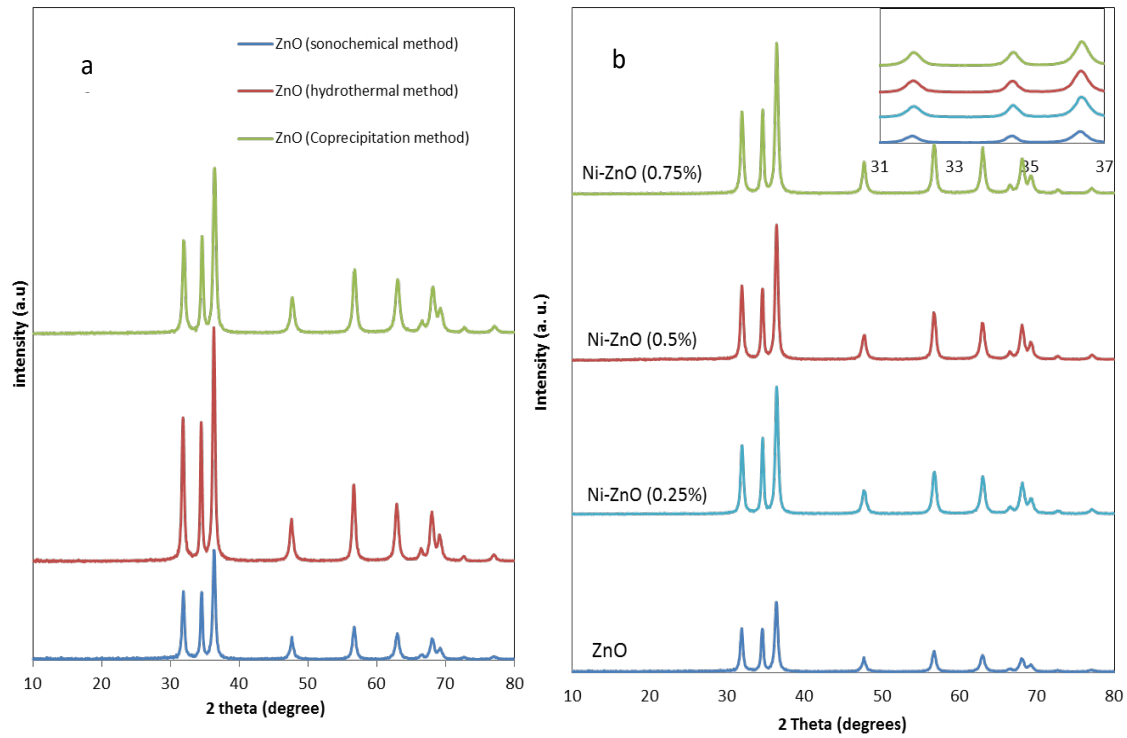 a
-
ZnO (sonochemical method)
ZnO (hydrothermal method)
ZnO (Coprecipitation method)
intensity (a.u)
10 20 30 40 50 60 70 80
2 theta (degree)
b
31 33 35 37
Ni-ZnO (0.75%)
Ni-ZnO (0.5%)
Ni-ZnO (0.25%)
ZnO
Intensity (a. u.)
10 20 30 40 50 60 70 80
2 Theta (degrees)